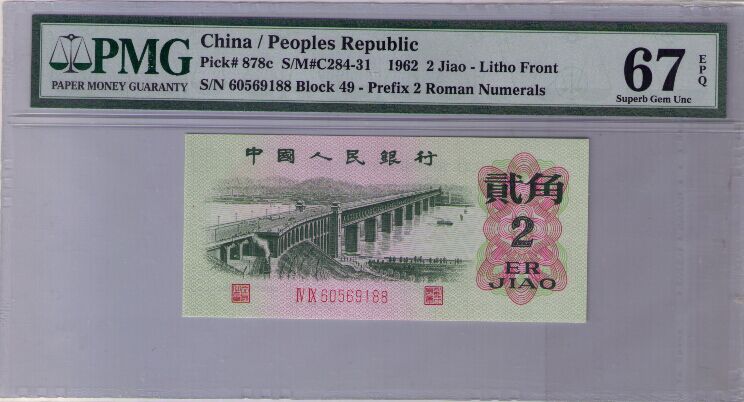 PMG
PAPER MONEY GUARANTY
China / Peoples Republic
Pick# 878c S/M#C284-31 1962 2 Jiao - Litho Front
S/N 60569188 Block 49 - Prefix 2 Roman Numerals
67
EPQ
Superb Gem Unc
中國人民銀行
貳角
2
ER
JIAO
IV IX 60569188